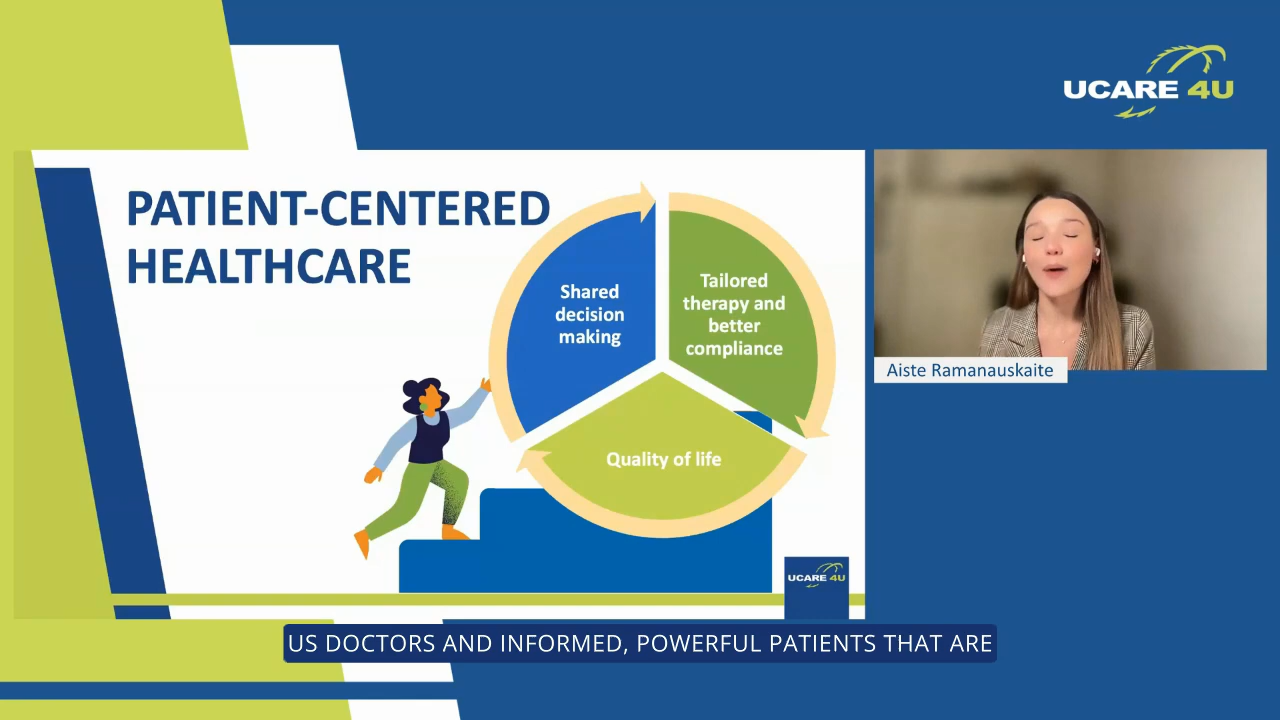 UCARE 4U
PATIENT-CENTERED
HEALTHCARE
Shared
decision
making
Tailored
therapy and
better
compliance
Quality of life
Aiste Ramanauskaite
UCARE 4U
US DOCTORS AND INFORMED, POWERFUL PATIENTS THAT ARE